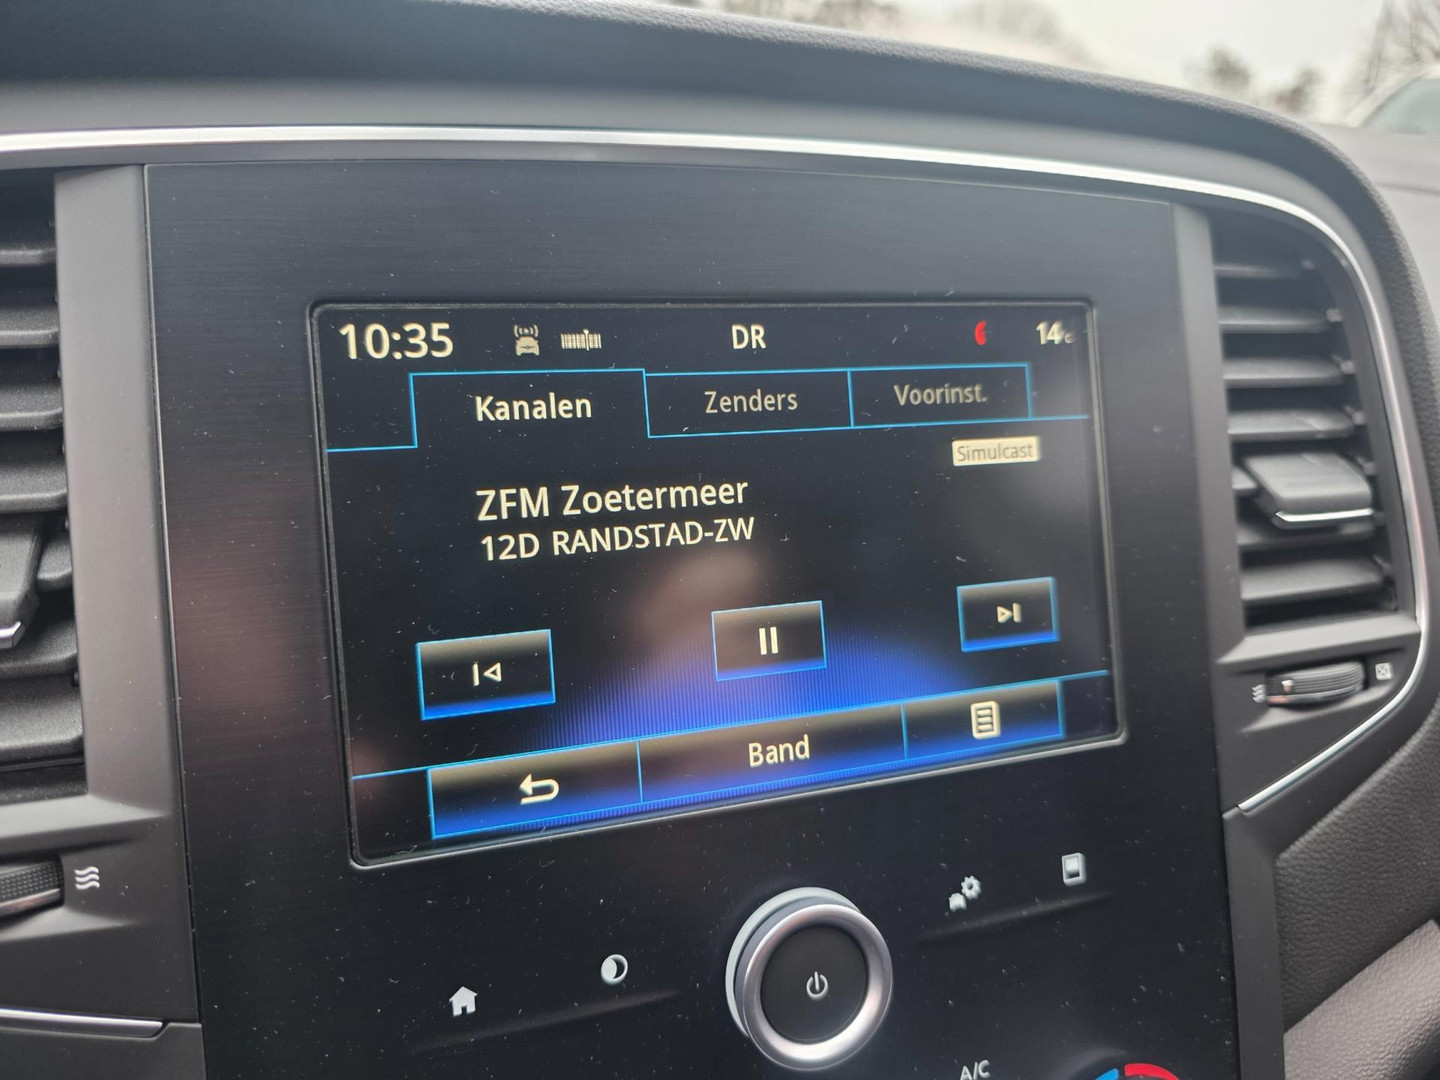 10:35 DR 14°C
Kanalen Zenders Voorinst.
Simulcast
ZFM Zoetermeer
12D RANDSTAD-ZW
Band
A/C